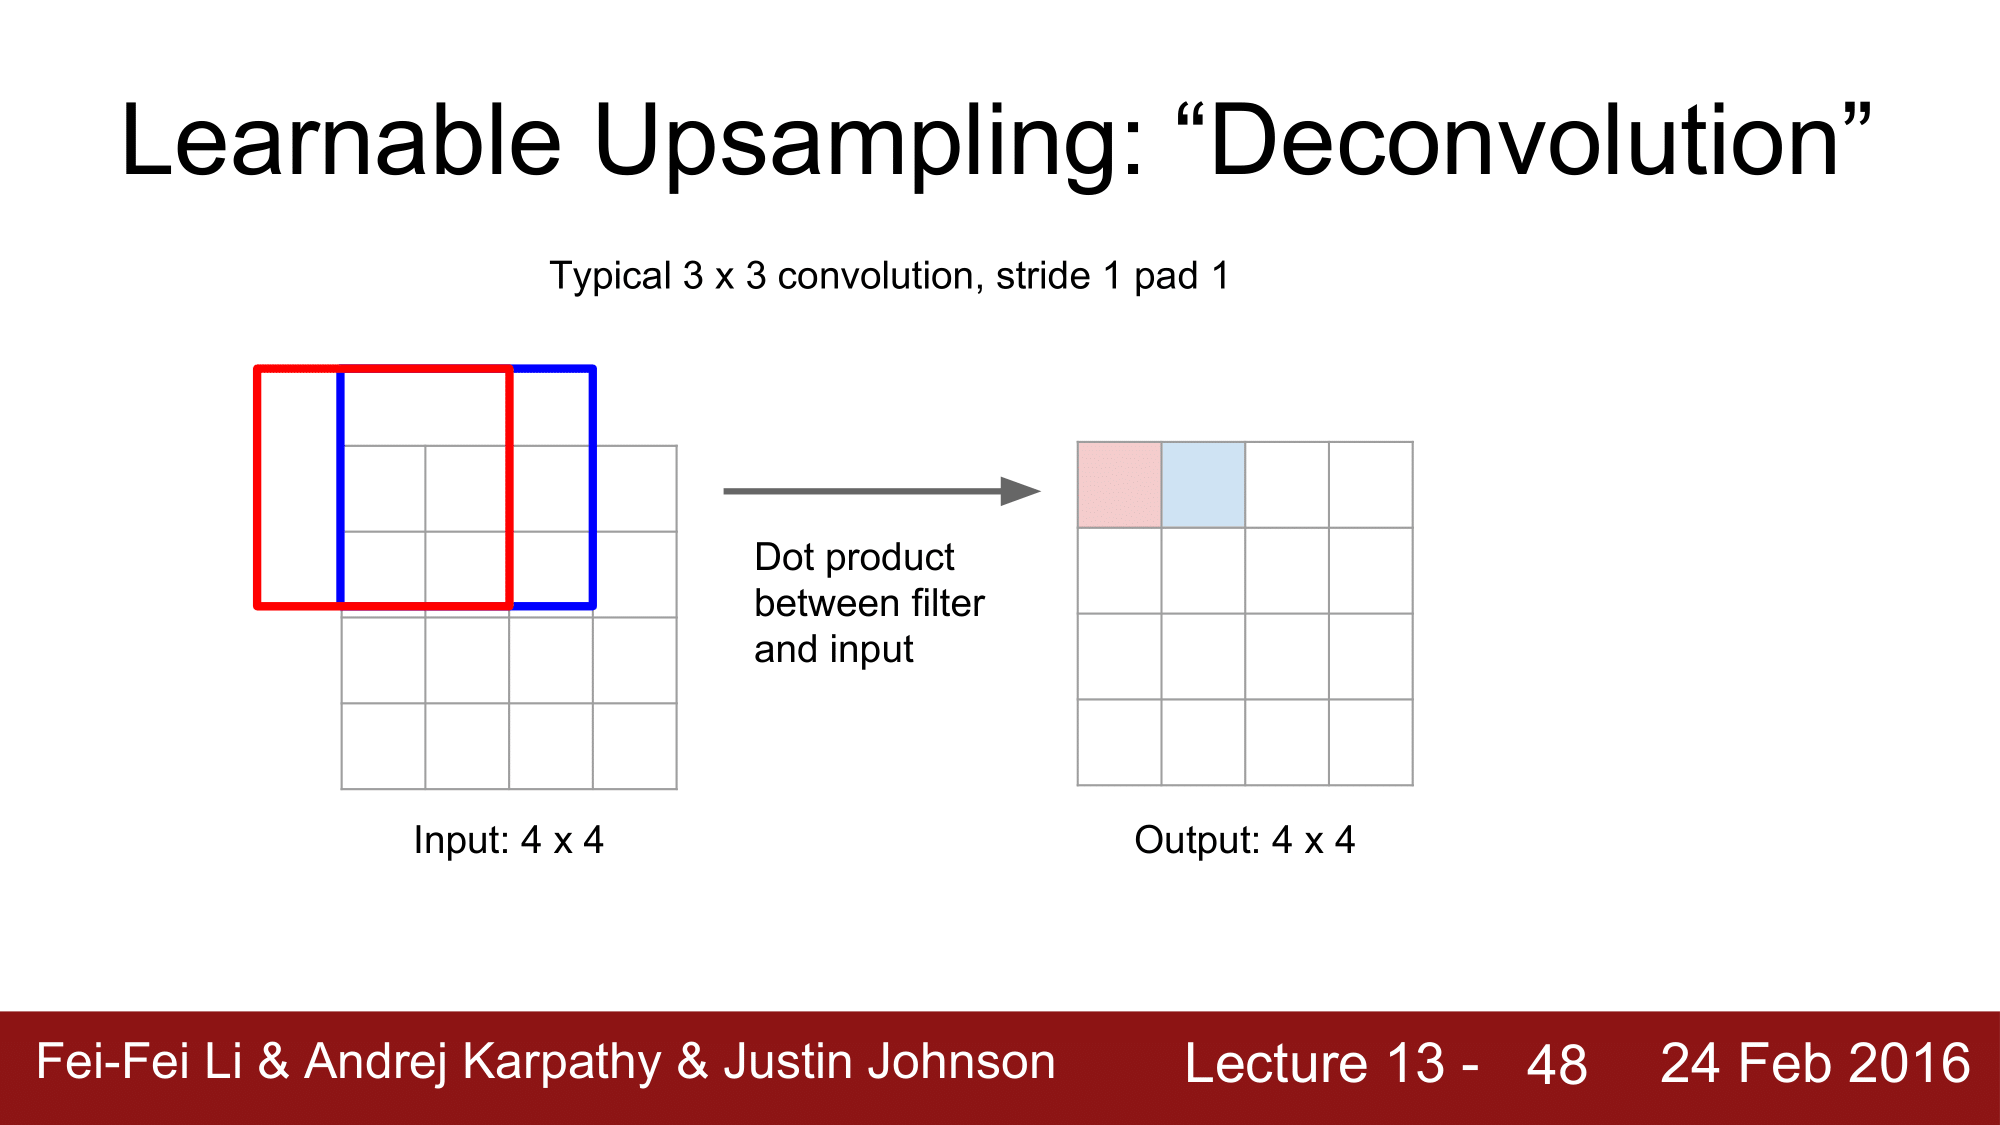 Learnable Upsampling: “Deconvolution”
Typical 3 x 3 convolution, stride 1 pad 1
Dot product
between filter
and input
Input: 4 x 4
Output: 4 x 4
Fei-Fei Li & Andrej Karpathy & Justin Johnson
Lecture 13 - 48
24 Feb 2016